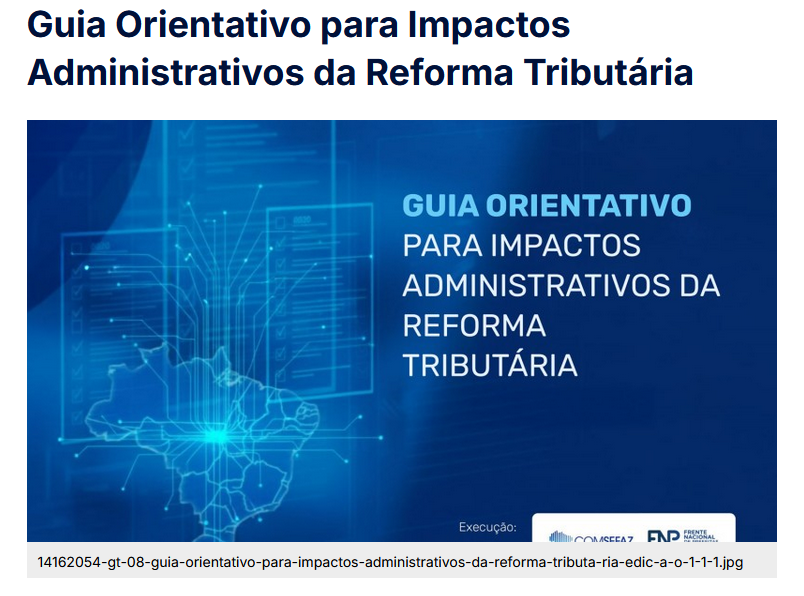 Guia Orientativo para Impactos
Administrativos da Reforma Tributária
GUIA ORIENTATIVO
PARA IMPACTOS
ADMINISTRATIVOS DA
REFORMA
TRIBUTÁRIA
Execução:
COMSEFAZ
FNP
FRENTE
NACIONAL
14162054-gt-08-guia-orientativo-para-impactos-administrativos-da-reforma-tributa-ria-edic-a-o-1-1-1.jpg